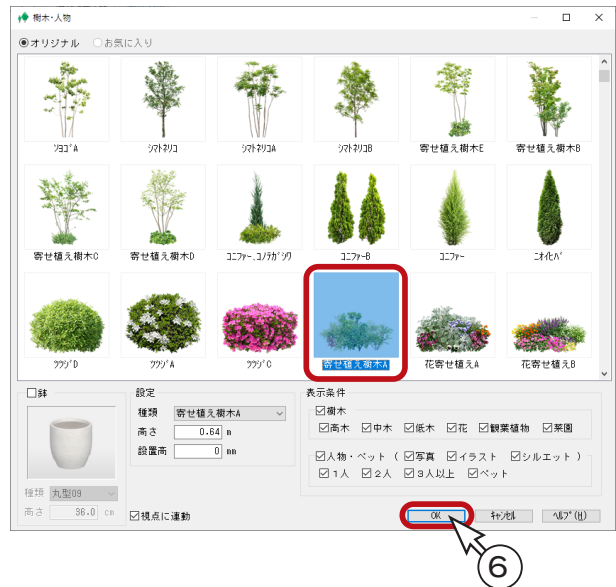 樹木・人物
オリジナル お気に入り
ソヨゴA シマトネリコ シマトネリコA シマトネリコB 寄せ植え樹木E 寄せ植え樹木B
寄せ植え樹木C 寄せ植え樹木D コニファー、コノテガシワ コニファーB コニファー ニオイヒバ
ツツジD ツツジA ツツジC 寄せ植え樹木A 花寄せ植えA 花寄せ植えB
鉢
種類 丸型09
高さ 36.0 cm
設定
種類 寄せ植え樹木A
高さ 0.64 m
設置高 0 mm
視点に連動
表示条件
樹木
高木 中木 低木 花 観葉植物 菜園
人物・ペット ( 写真 イラスト シルエット )
1人 2人 3人以上 ペット
OK キャンセル ヘルプ(H)
6